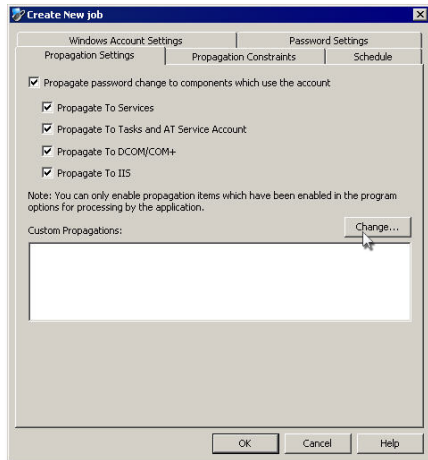 Create New job
Windows Account Settings
Password Settings
Propagation Settings
Propagation Constraints
Schedule
Propagate password change to components which use the account
Propagate To Services
Propagate To Tasks and AT Service Account
Propagate To DCOM/COM+
Propagate To IIS
Note: You can only enable propagation items which have been enabled in the program
options for processing by the application.
Custom Propagations:
Change...
OK
Cancel
Help